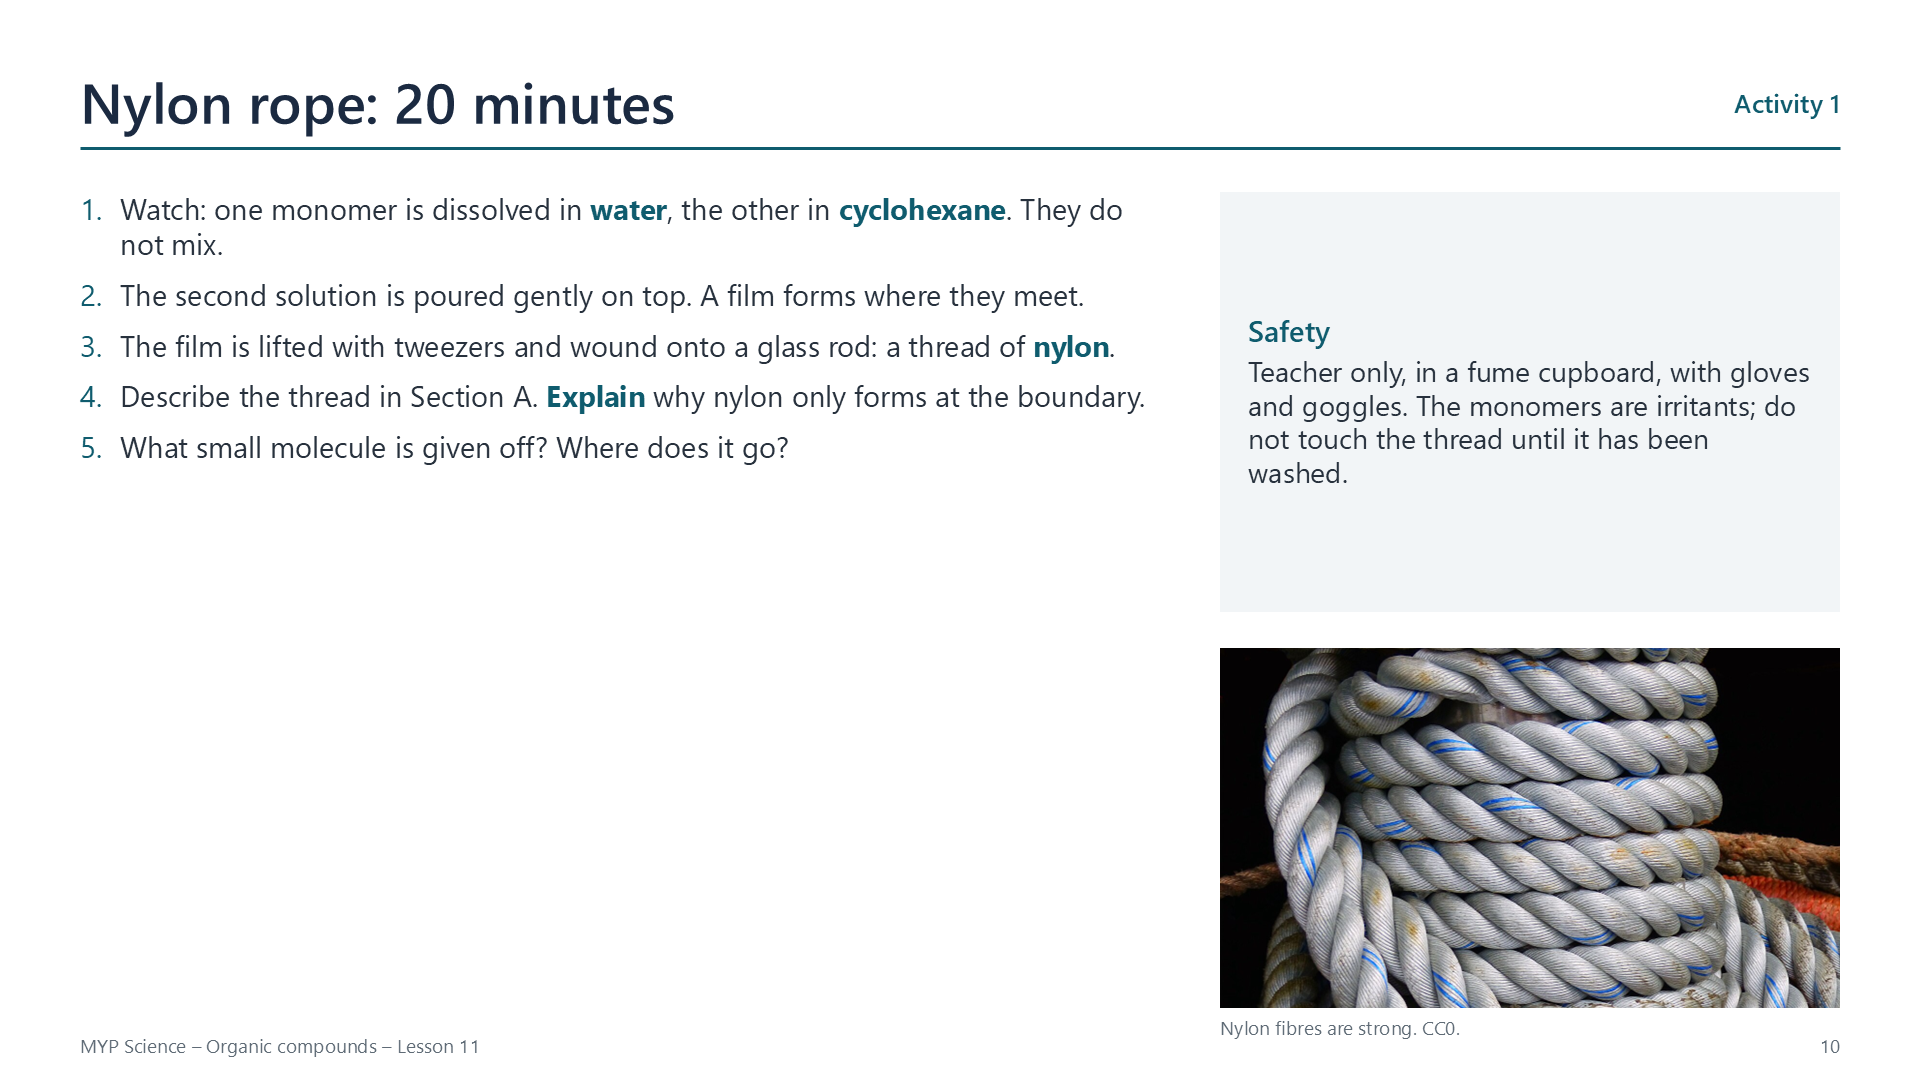 Nylon rope: 20 minutes
Activity 1
1. Watch: one monomer is dissolved in water, the other in cyclohexane. They do
not mix.
2. The second solution is poured gently on top. A film forms where they meet.
3. The film is lifted with tweezers and wound onto a glass rod: a thread of nylon.
4. Describe the thread in Section A. Explain why nylon only forms at the boundary.
5. What small molecule is given off? Where does it go?
Safety
Teacher only, in a fume cupboard, with gloves
and goggles. The monomers are irritants; do
not touch the thread until it has been
washed.
Nylon fibres are strong. CC0.
MYP Science – Organic compounds – Lesson 11
10